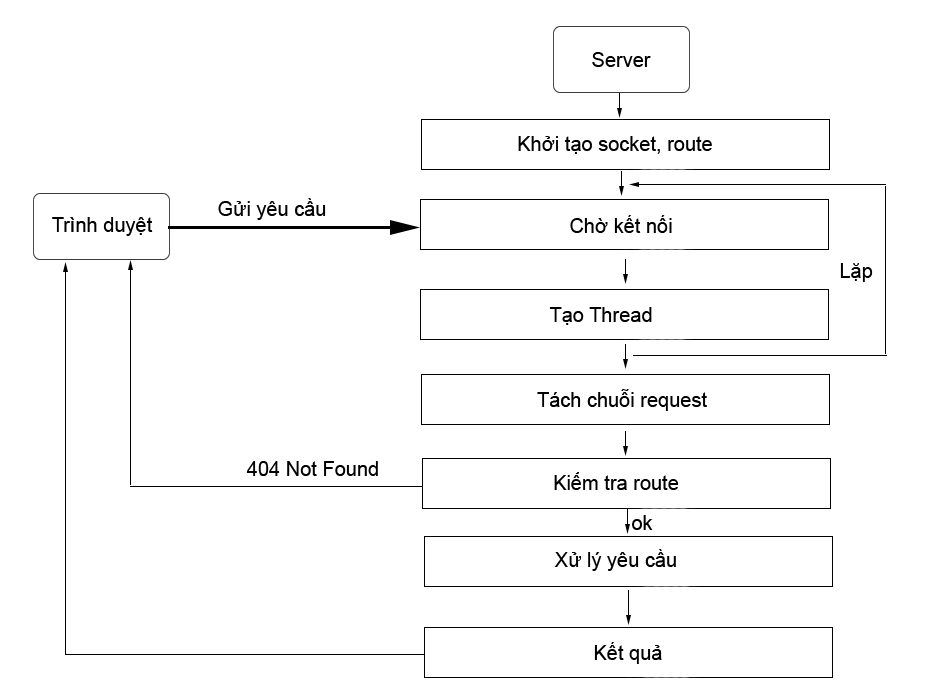 Server
Khởi tạo socket, route
Gửi yêu cầu
Trình duyệt
Chờ kết nối
Lặp
Tạo Thread
Tách chuỗi request
404 Not Found
Kiếm tra route
ok
Xử lý yêu cầu
Kết quả